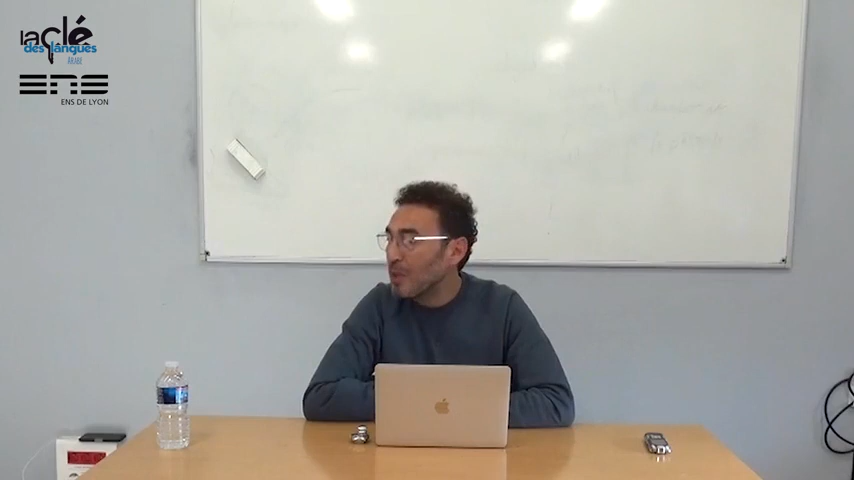 la clé
des langues
ARABE
ENS
ENS DE LYON